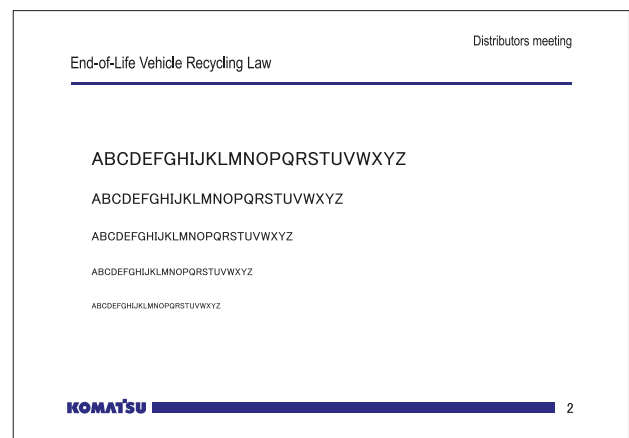 Distributors meeting
End-of-Life Vehicle Recycling Law
ABCDEFGHIJKLMNOPQRSTUVWXYZ
ABCDEFGHIJKLMNOPQRSTUVWXYZ
ABCDEFGHIJKLMNOPQRSTUVWXYZ
ABCDEFGHIJKLMNOPQRSTUVWXYZ
ABCDEFGHIJKLMNOPQRSTUVWXYZ
KOMATSU 2